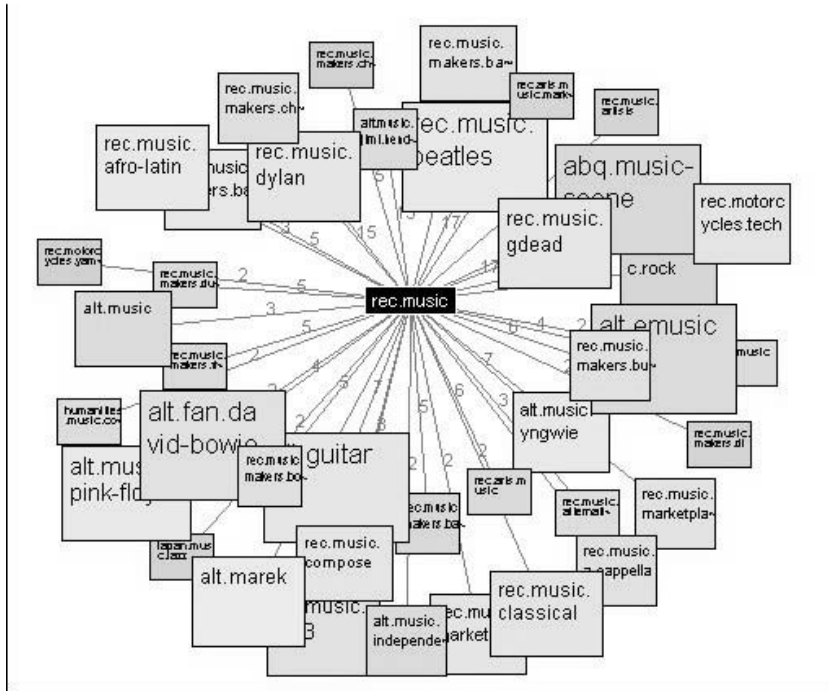 rec.music.
makers.ch~
rec.music.
makers.ba~
rec.music.
makers.ch~
rec.arts.m
usic.mark~
rec.music.
artists
alt.music.
jimi.hend~
rec.music.
beatles
rec.music.
afro-latin
rec.music.
dylan
abq.music-
scene
rec.motorc
ycles.tech
rec.music.
gdead
c.rock
rec.motorc
ycles.yam~
rec.music.
makers.du~
rec.music
alt.music
alt.emusic
rec.music.
makers.bu~
music
rec.music.
humanities
.music.co~
alt.fan.da
vid-bowie
alt.music.
yngwie
rec.music.
makers.di
guitar
rec.music
makers.bo~
alt.mus
pink-floy
rec.arts.m
usic
rec.music.
alternati~
rec.music.
marketpla~
rec.music
makers.ba~
japan.mus
c.jazz
rec.music.
compose
rec.music.
a-cappella
alt.marek
rec.music.
classical
music.
3
alt.music.
independe~
rec.mu
market
3
5
15
6
13
17
17
2
5
3
5
2
6
4
2
2
4
7
3
6
5
2
2
2